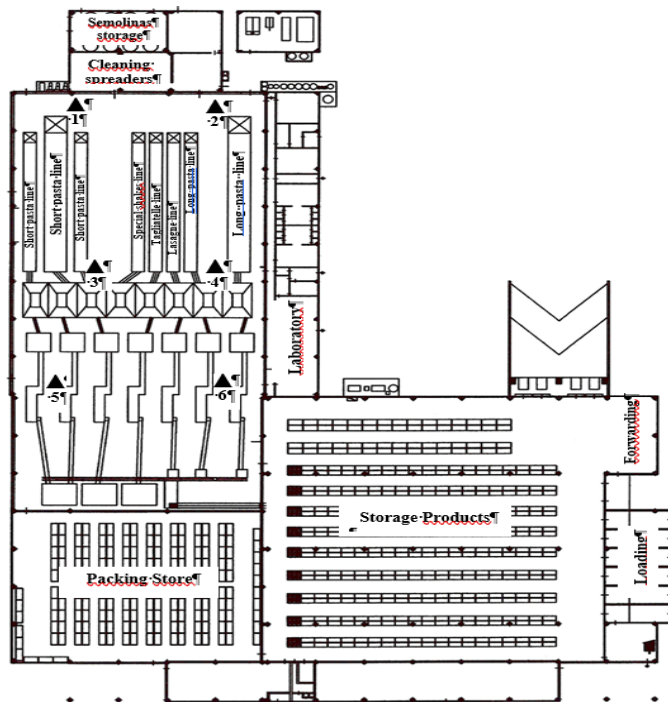 Semolinas¶
storage¶
Cleaning·
spreaders¶
¶
·1¶
¶
·2¶
Short·pasta·line¶
Short·pasta·line¶
Short·pasta·line¶
Special·shakes·line¶
Tagliatelle·line¶
Lasagne·line¶
Long··pasta·line¶
Long··pasta··line¶
¶
·3¶
¶
·4¶
Laboratory¶
¶
·5¶
¶
·6¶
Forwarding¶
Storage·Products¶
¶
Loading¶
Packing·Store¶